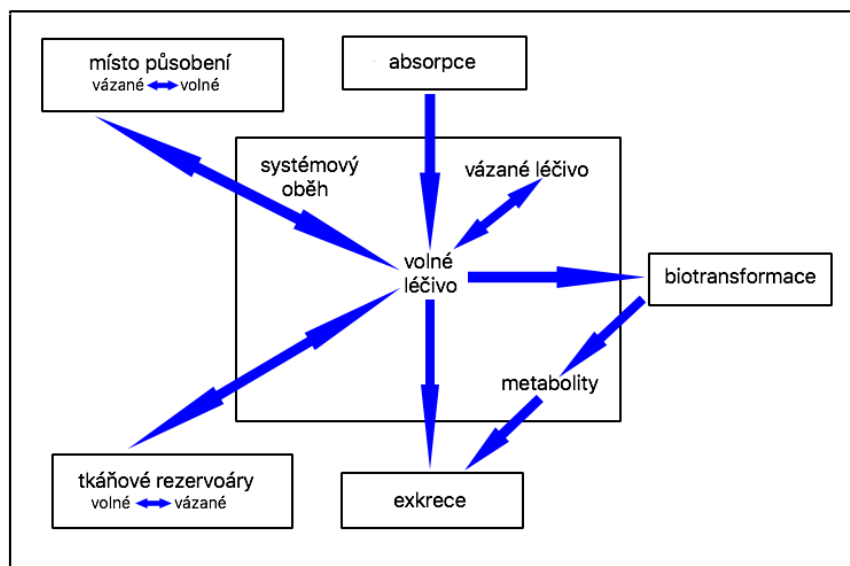 místo působení
vázané volné
absorpce
systémový
oběh
vázané léčivo
volné
léčivo
biotransformace
metabolity
tkáňové rezervoáry
volné vázané
exkrece